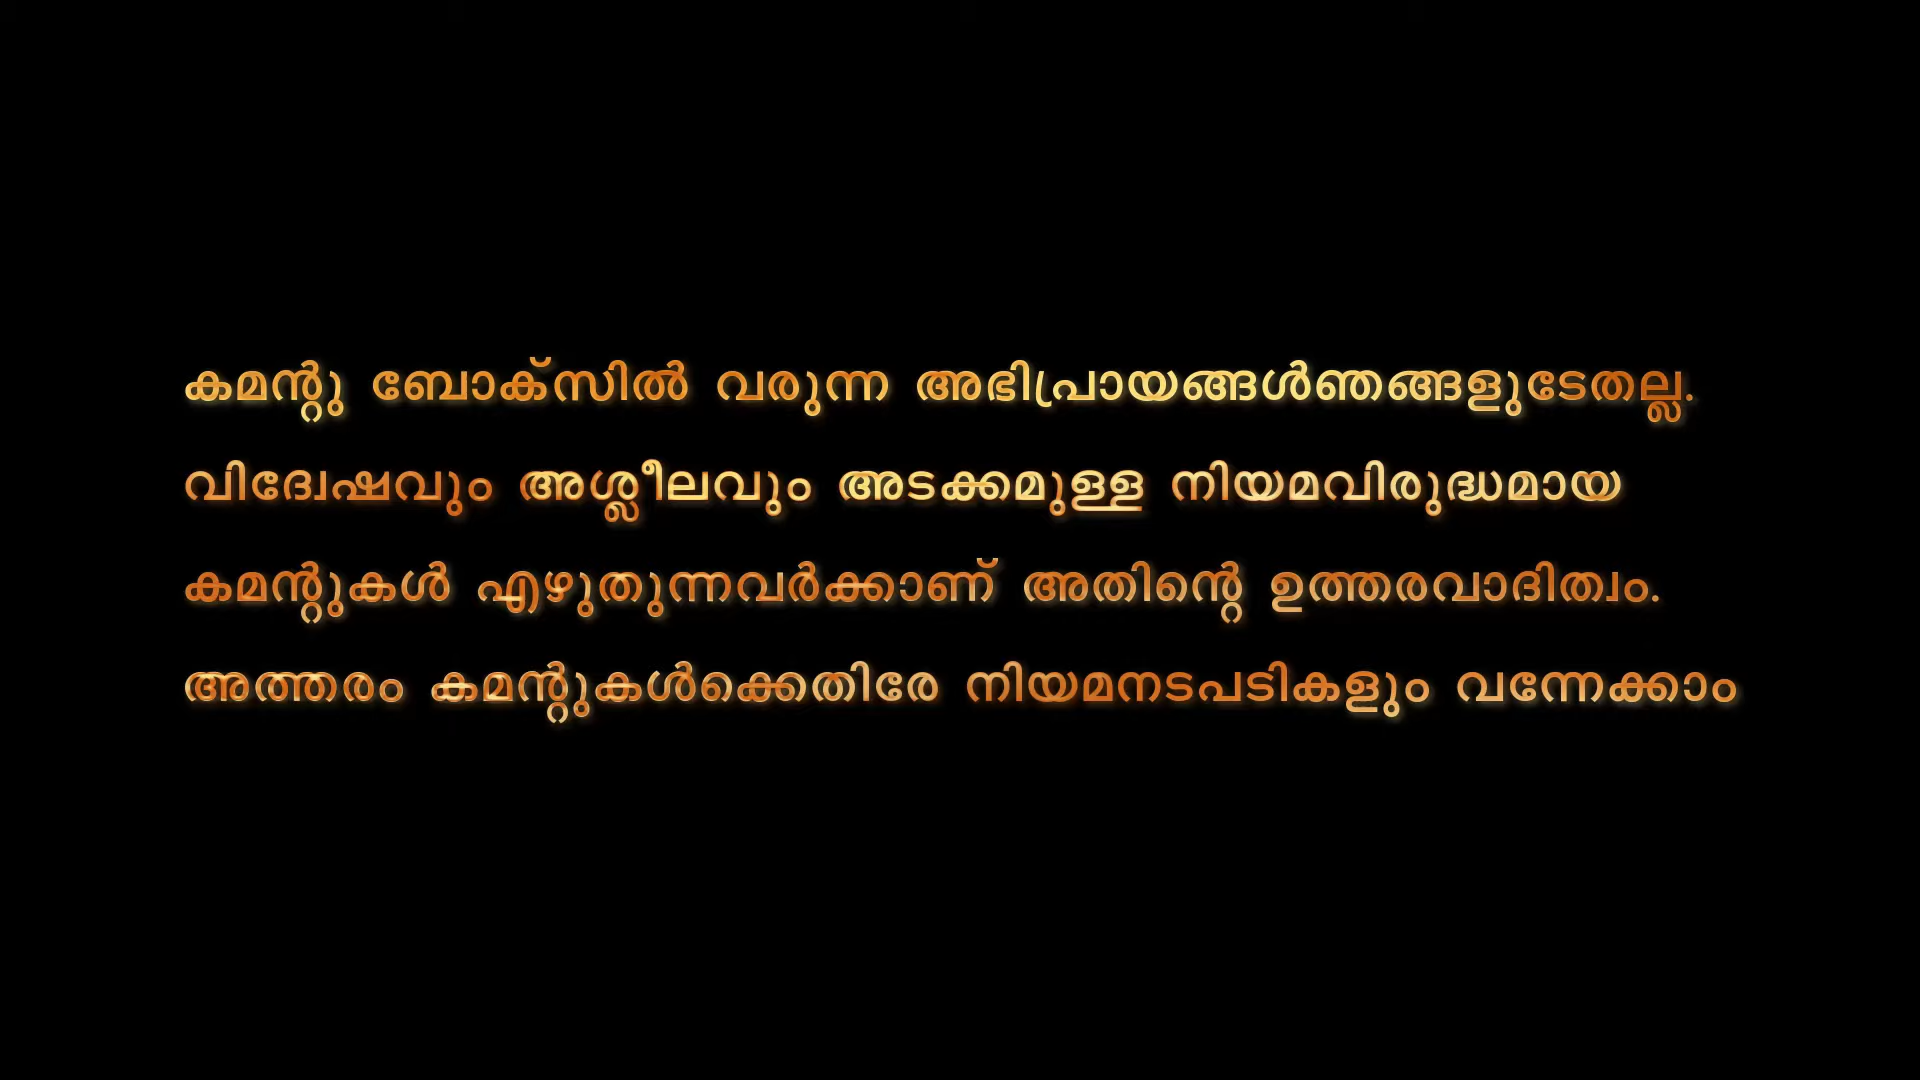 കമന്റു ബോക്സിൽ വരുന്ന അഭിപ്രായങ്ങൾഞങ്ങളുടേതല്ല.
വിദ്വേഷവും അശ്ലീലവും അടക്കമുള്ള നിയമവിരുദ്ധമായ
കമന്റുകൾ എഴുതുന്നവർക്കാണ് അതിന്റെ ഉത്തരവാദിത്വം.
അത്തരം കമന്റുകൾക്കെതിരേ നിയമനടപടികളും വന്നേക്കാം